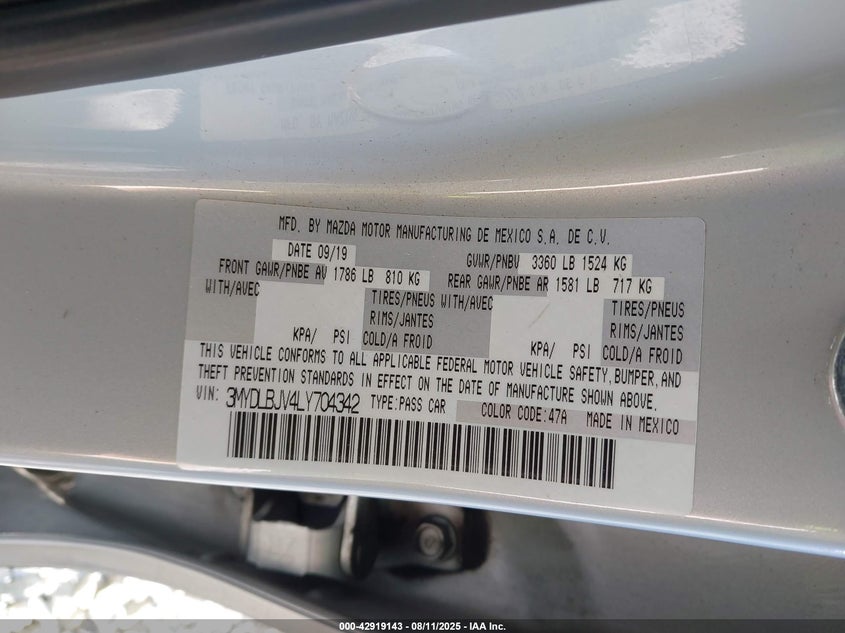 MFD. BY MAZDA MOTOR MANUFACTURING DE MEXICO S.A. DE C.V.
DATE 09/19 GVWR/PNBV 3360 LB 1524 KG
FRONT GAWR/PNBE AV 1786 LB 810 KG REAR GAWR/PNBE AR 1581 LB 717 KG
WITH/AVEC TIRES/PNEUS WITH/AVEC TIRES/PNEUS
RIMS/JANTES RIMS/JANTES
KPA/ PSI COLD/A FROID KPA/ PSI COLD/A FROID
THIS VEHICLE CONFORMS TO ALL APPLICABLE FEDERAL MOTOR VEHICLE SAFETY, BUMPER, AND
THEFT PREVENTION STANDARDS IN EFFECT ON THE DATE OF MANUFACTURE SHOWN ABOVE.
VIN: 3MYDLBJV4LY704342 TYPE:PASS CAR COLOR CODE:47A MADE IN MEXICO
000-42919143 - 08/11/2025 - IAA Inc.